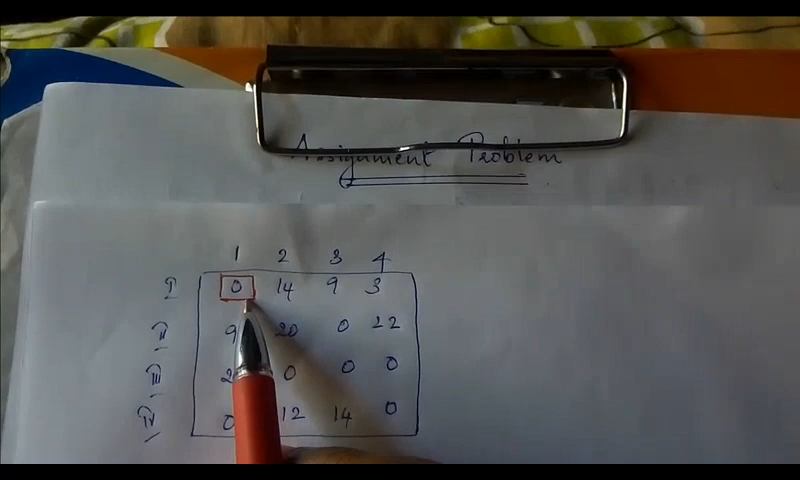 Assignment Problem
1 2 3 4
I 0 14 9 3
II 9 20 0 22
III 2 0 0 0
IV 0 12 14 0